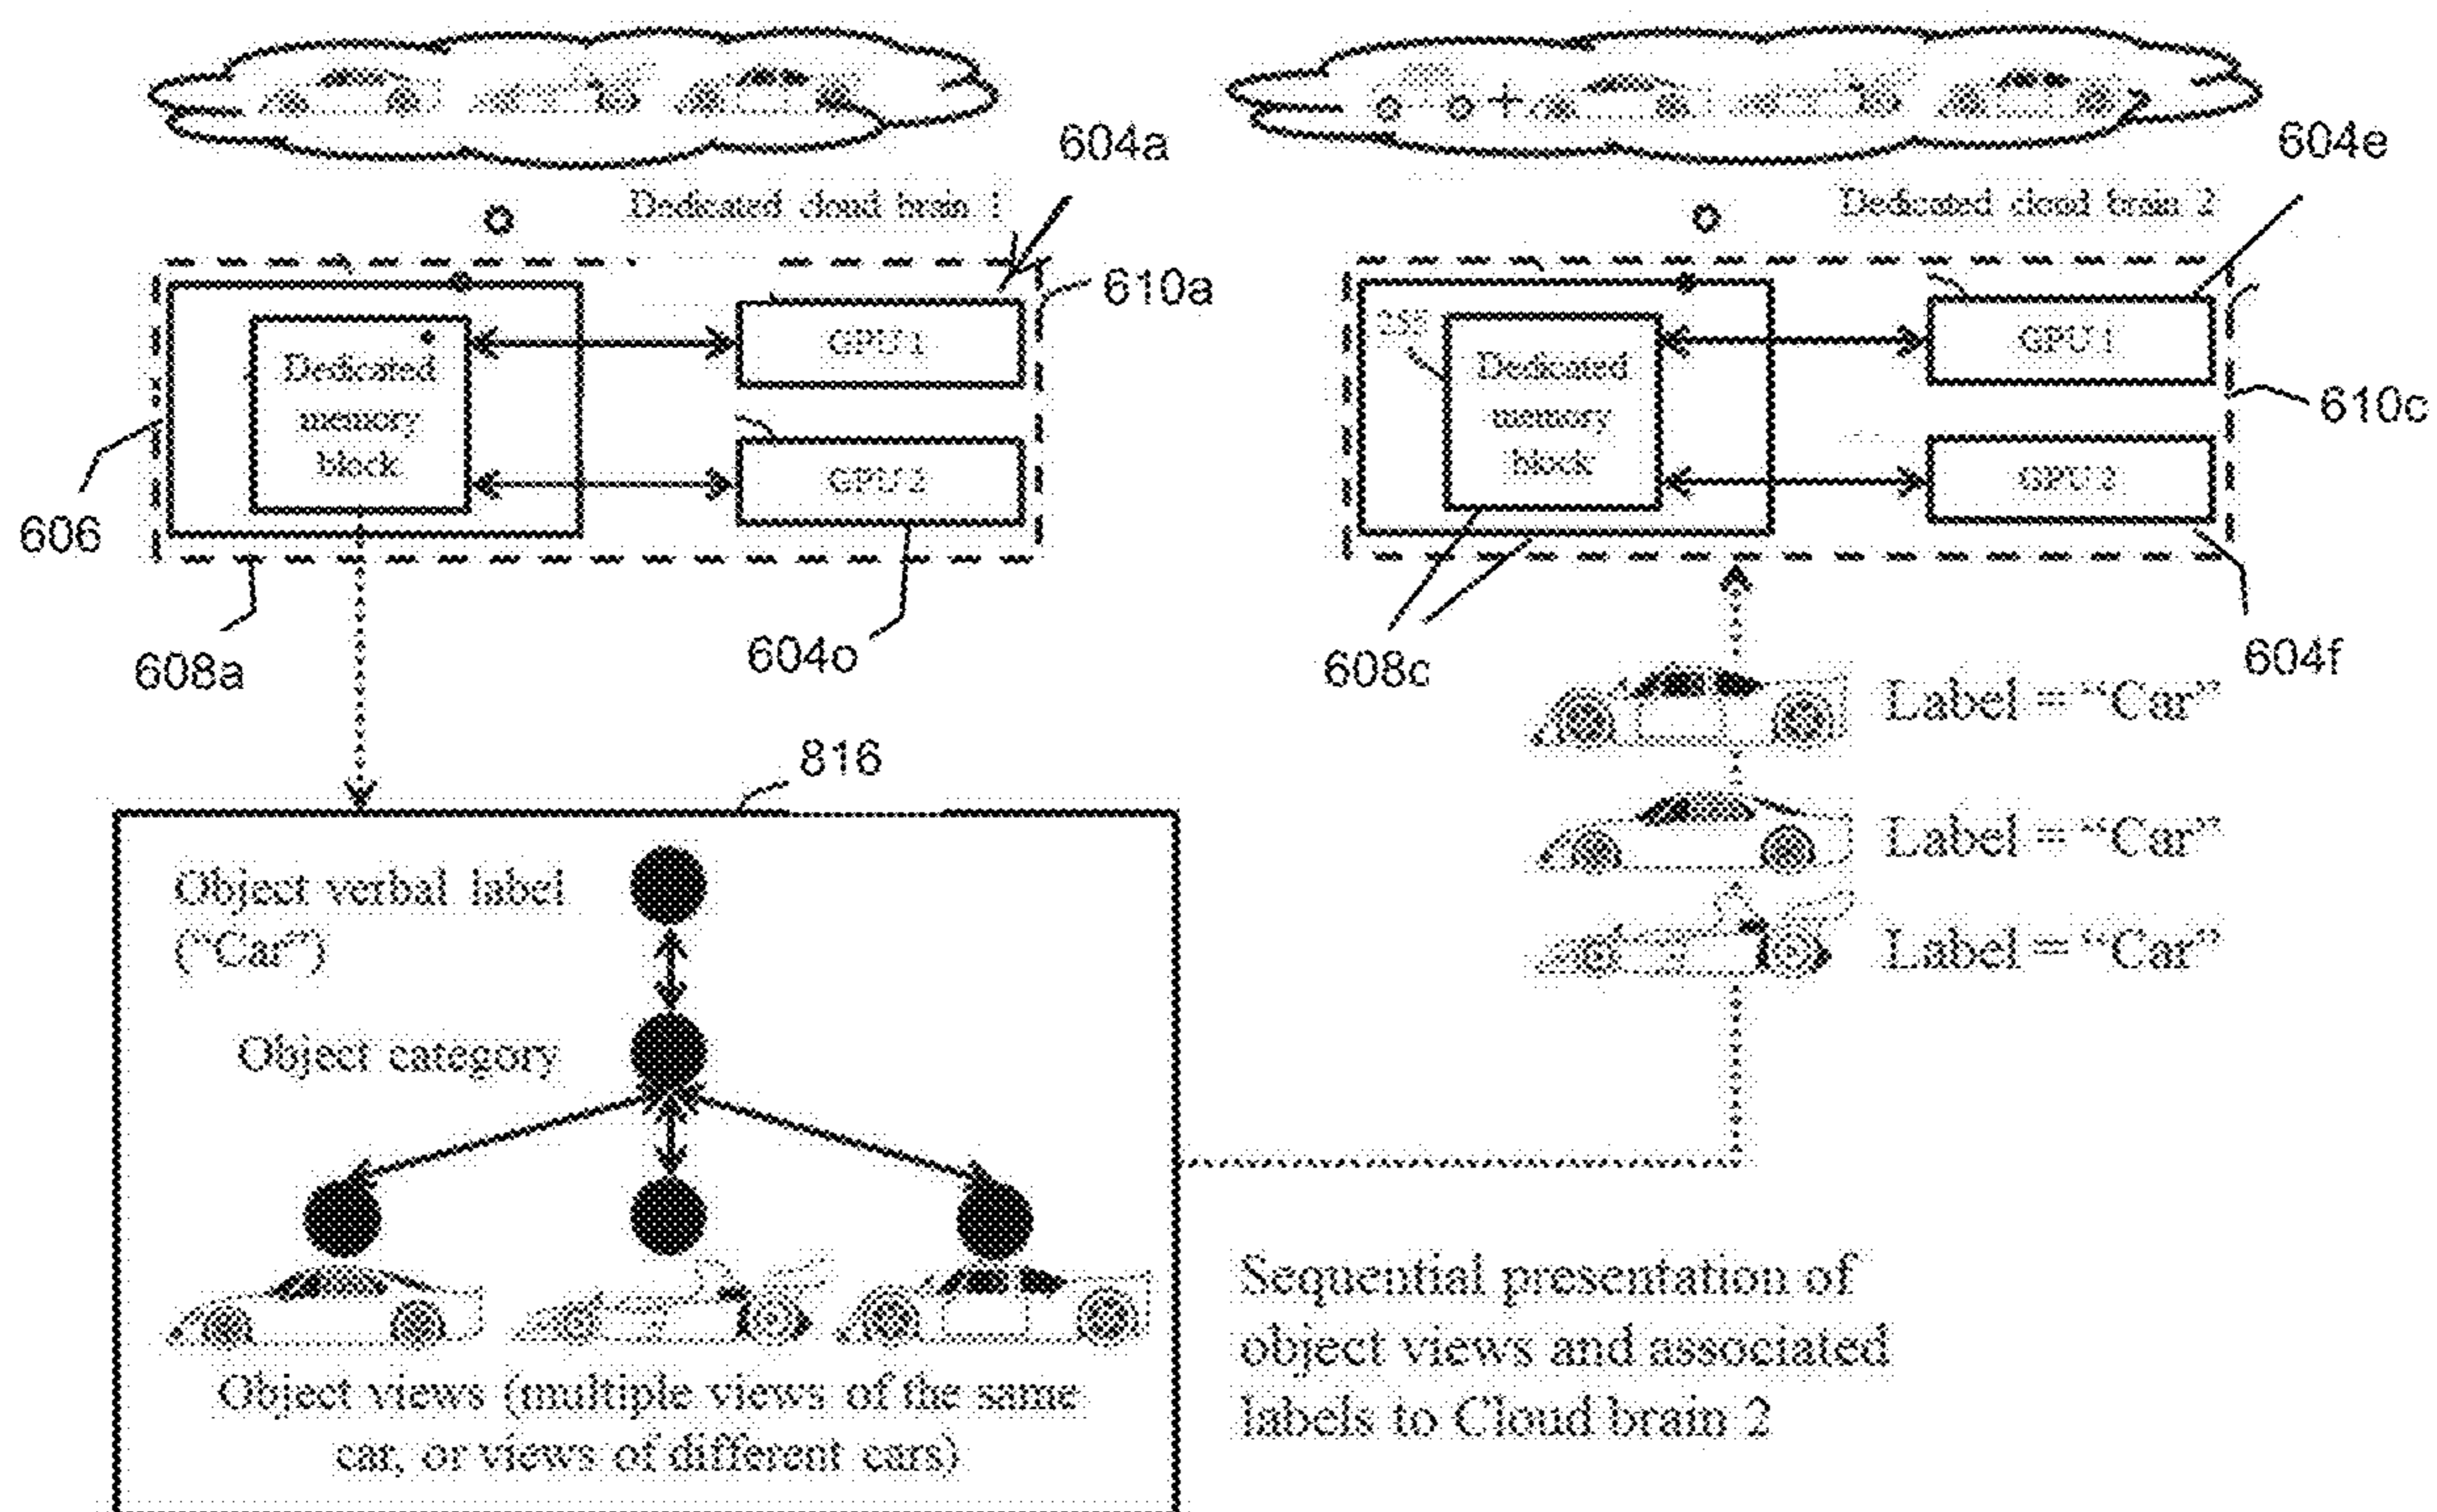 604a
604e
Dedicated cloud brain 1
Dedicated cloud brain 2
610a
GPU 1
Dedicated
memory
block
GPU 2
606
608a
604o
GPU 1
Dedicated
memory
block
610c
GPU 2
608c
604f
Label = “Car”
Label = “Car”
Label = “Car”
816
Object verbal label
(“Car”)
Object category
Object views (multiple views of the same
car, or views of different cars)
Sequential presentation of
object views and associated
labels to Cloud brain 2